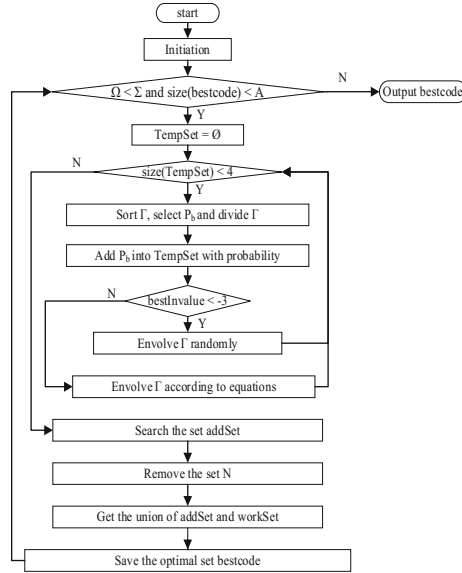 start
Initiation
Ω < Σ and size(bestcode) < A
N
Output bestcode
Y
TempSet = Ø
N
size(TempSet) < 4
Y
Sort Γ, select Pb and divide Γ
Add Pb into TempSet with probability
N
bestInvalue < -3
Y
Envolve Γ randomly
Envolve Γ according to equations
Search the set addSet
Remove the set N
Get the union of addSet and workSet
Save the optimal set bestcode